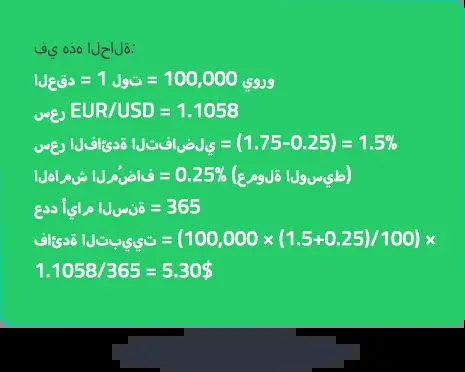 في هذه الحالة:
العقد = 1 لوت = 100,000 يورو
سعر EUR/USD = 1.1058
سعر الفائدة التفاضلي = (1.75-0.25) = 1.5%
الهامش المُضاف = 0.25% (عمولة الوسيط)
عدد أيام السنة = 365
فائدة التبييت = (100,000 × (1.5+0.25)/100) ×
1.1058/365 = 5.30$